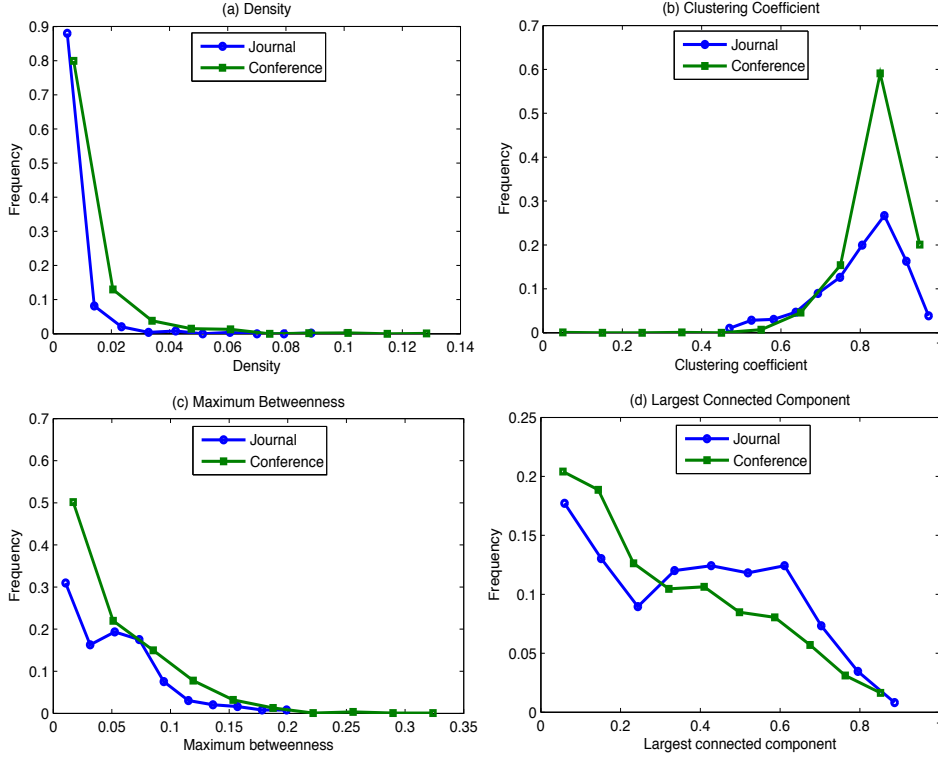 (a) Density
0.9
0.8
0.7
0.6
0.5
0.4
0.3
0.2
0.1
0
Frequency
Journal
Conference
0
0.02
0.04
0.06
0.08
0.1
0.12
0.14
Density
(b) Clustering Coefficient
0.7
0.6
0.5
0.4
0.3
0.2
0.1
0
Frequency
Journal
Conference
0
0.2
0.4
0.6
0.8
Clustering coefficient
(c) Maximum Betweenness
0.7
0.6
0.5
0.4
0.3
0.2
0.1
0
Frequency
Journal
Conference
0
0.05
0.1
0.15
0.2
0.25
0.3
0.35
Maximum betweenness
(d) Largest Connected Component
0.25
0.2
0.15
0.1
0.05
0
Frequency
Journal
Conference
0
0.2
0.4
0.6
0.8
Largest connected component